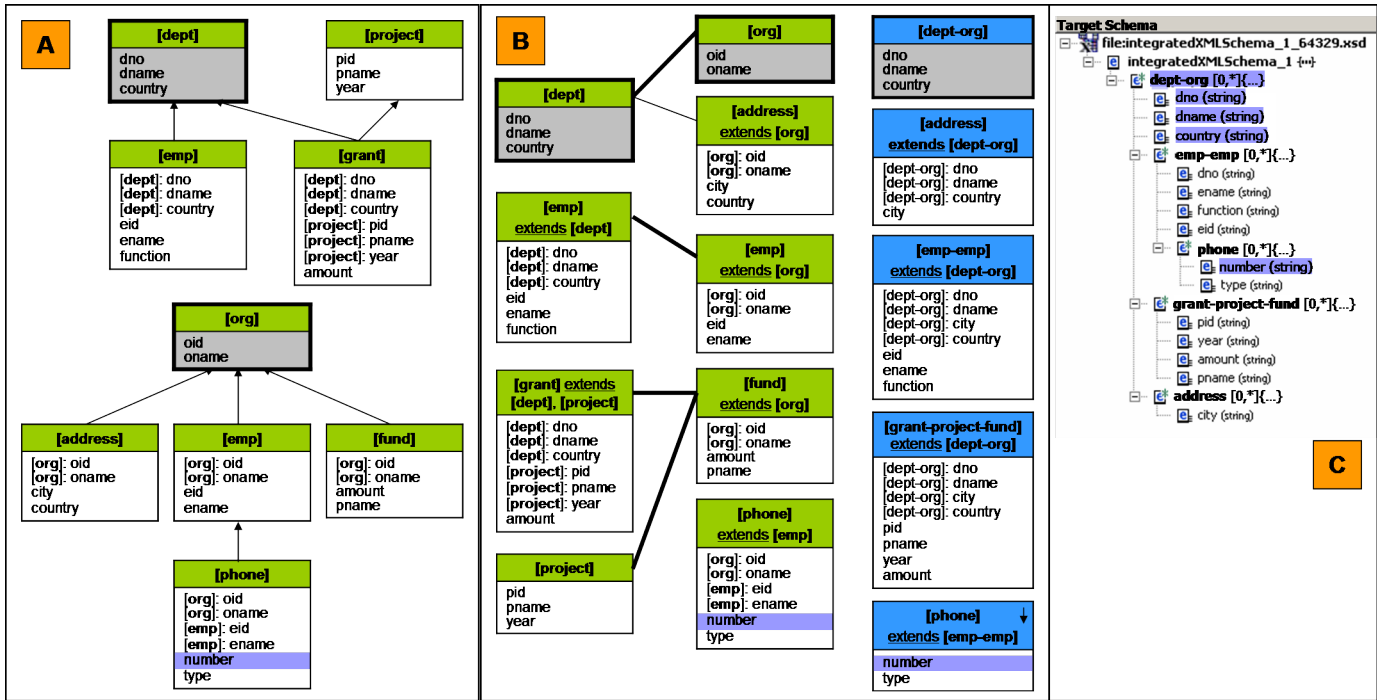 A
[dept]
dno
dname
country
[project]
pid
pname
year
[emp]
[dept]: dno
[dept]: dname
[dept]: country
eid
ename
function
[grant]
[dept]: dno
[dept]: dname
[dept]: country
[project]: pid
[project]: pname
[project]: year
amount
[org]
oid
oname
[address]
[org]: oid
[org]: oname
city
country
[emp]
[org]: oid
[org]: oname
eid
ename
[fund]
[org]: oid
[org]: oname
amount
pname
[phone]
[org]: oid
[org]: oname
[emp]: eid
[emp]: ename
number
type
B
[dept]
dno
dname
country
[emp]
extends [dept]
[dept]: dno
[dept]: dname
[dept]: country
eid
ename
function
[grant] extends
[dept], [project]
[dept]: dno
[dept]: dname
[dept]: country
[project]: pid
[project]: pname
[project]: year
amount
[project]
pid
pname
year
[org]
oid
oname
[address]
extends [org]
[org]: oid
[org]: oname
city
country
[emp]
extends [org]
[org]: oid
[org]: oname
eid
ename
[fund]
extends [org]
[org]: oid
[org]: oname
amount
pname
[phone]
extends [emp]
[org]: oid
[org]: oname
[emp]: eid
[emp]: ename
number
type
[dept-org]
dno
dname
country
[address]
extends [dept-org]
[dept-org]: dno
[dept-org]: dname
[dept-org]: country
city
[emp-emp]
extends [dept-org]
[dept-org]: dno
[dept-org]: dname
[dept-org]: city
[dept-org]: country
eid
ename
function
[grant-project-fund]
extends [dept-org]
[dept-org]: dno
[dept-org]: dname
[dept-org]: city
[dept-org]: country
pid
pname
year
amount
[phone]
extends [emp-emp]
number
type
Target Schema
file:integratedXMLSchema_1_64329.xsd
integratedXMLSchema_1
dept-org [0,*]{...}
dno (string)
dname (string)
country (string)
emp-emp [0,*]{...}
dno (string)
ename (string)
function (string)
eid (string)
phone [0,*]{...}
number (string)
type (string)
grant-project-fund [0,*]{...}
pid (string)
year (string)
amount (string)
pname (string)
address [0,*]{...}
city (string)
C